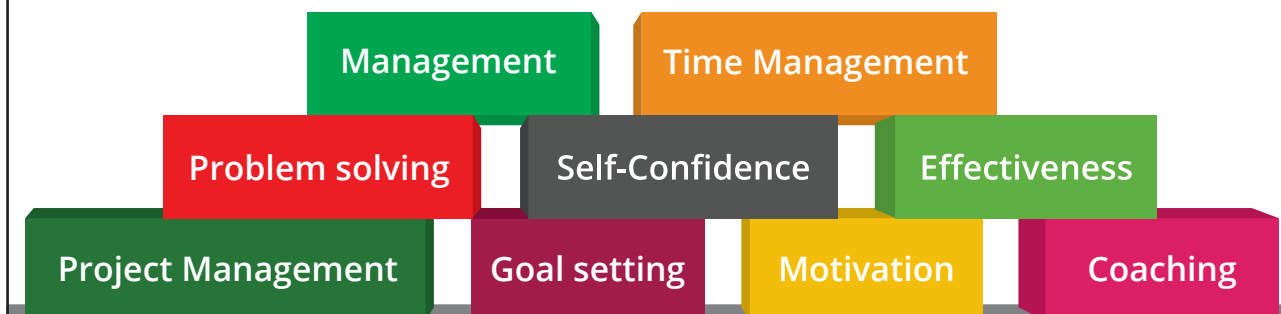 Management
Time Management
Problem solving
Self-Confidence
Effectiveness
Project Management
Goal setting
Motivation
Coaching